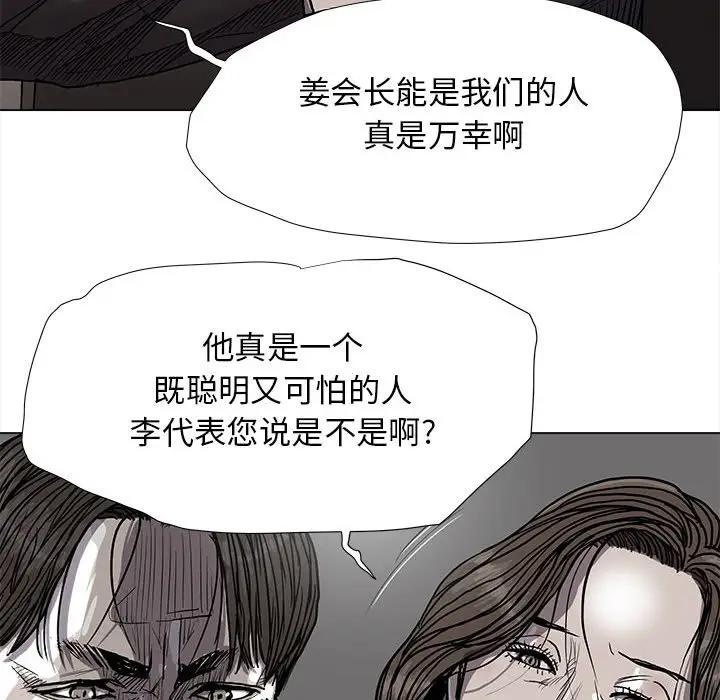 姜会长能是我们的人
真是万幸啊
他真是一个
既聪明又可怕的人
李代表您说是不是啊?